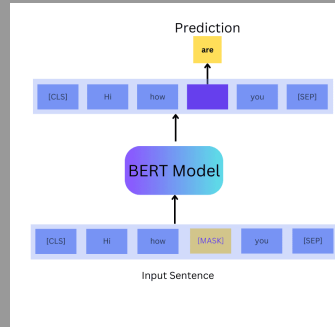 Prediction
are
[CLS] Hi how you [SEP]
BERT Model
[CLS] Hi how [MASK] you [SEP]
Input Sentence